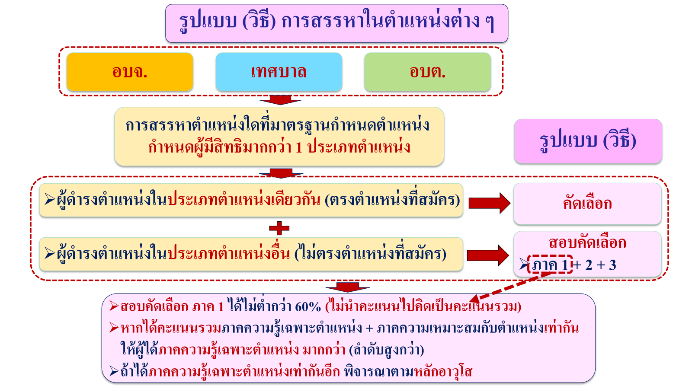 รูปแบบ (วิธี) การสรรหาในตำแหน่งต่าง ๆ
อบจ.
เทศบาล
อบต.
การสรรหาตำแหน่งใดที่มาตรฐานกำหนดตำแหน่ง
กำหนดผู้มีสิทธิมากกว่า 1 ประเภทตำแหน่ง
รูปแบบ (วิธี)
➢ผู้ดำรงตำแหน่งในประเภทตำแหน่งเดียวกัน (ตรงตำแหน่งที่สมัคร)
คัดเลือก
+
➢ผู้ดำรงตำแหน่งในประเภทตำแหน่งอื่น (ไม่ตรงตำแหน่งที่สมัคร)
สอบคัดเลือก
➢ภาค 1 + 2 + 3
➢สอบคัดเลือก ภาค 1 ได้ไม่ต่ำกว่า 60% (ไม่นำคะแนนไปคิดเป็นคะแนนรวม)
➢หากได้คะแนนรวมภาคความรู้เฉพาะตำแหน่ง + ภาคความเหมาะสมกับตำแหน่งเท่ากัน
ให้ผู้ได้ภาคความรู้เฉพาะตำแหน่ง มากกว่า (ลำดับสูงกว่า)
➢ถ้าได้ภาคความรู้เฉพาะตำแหน่งเท่ากันอีก พิจารณาตามหลักอาวุโส